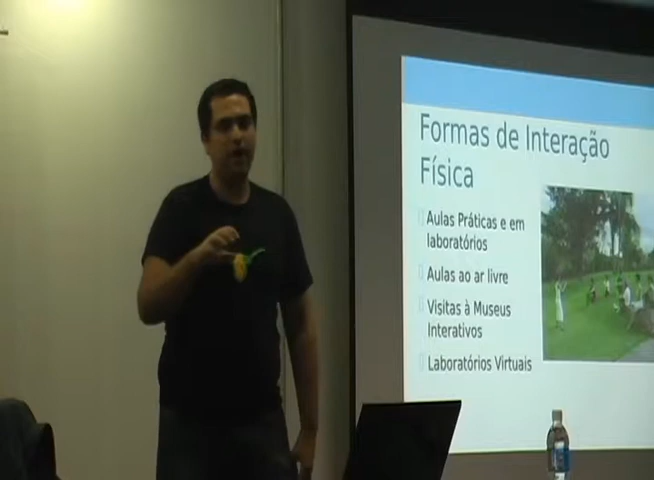 Formas de Interação
Física
Aulas Práticas e em
laboratórios
Aulas ao ar livre
Visitas à Museus
Interativos
Laboratórios Virtuais